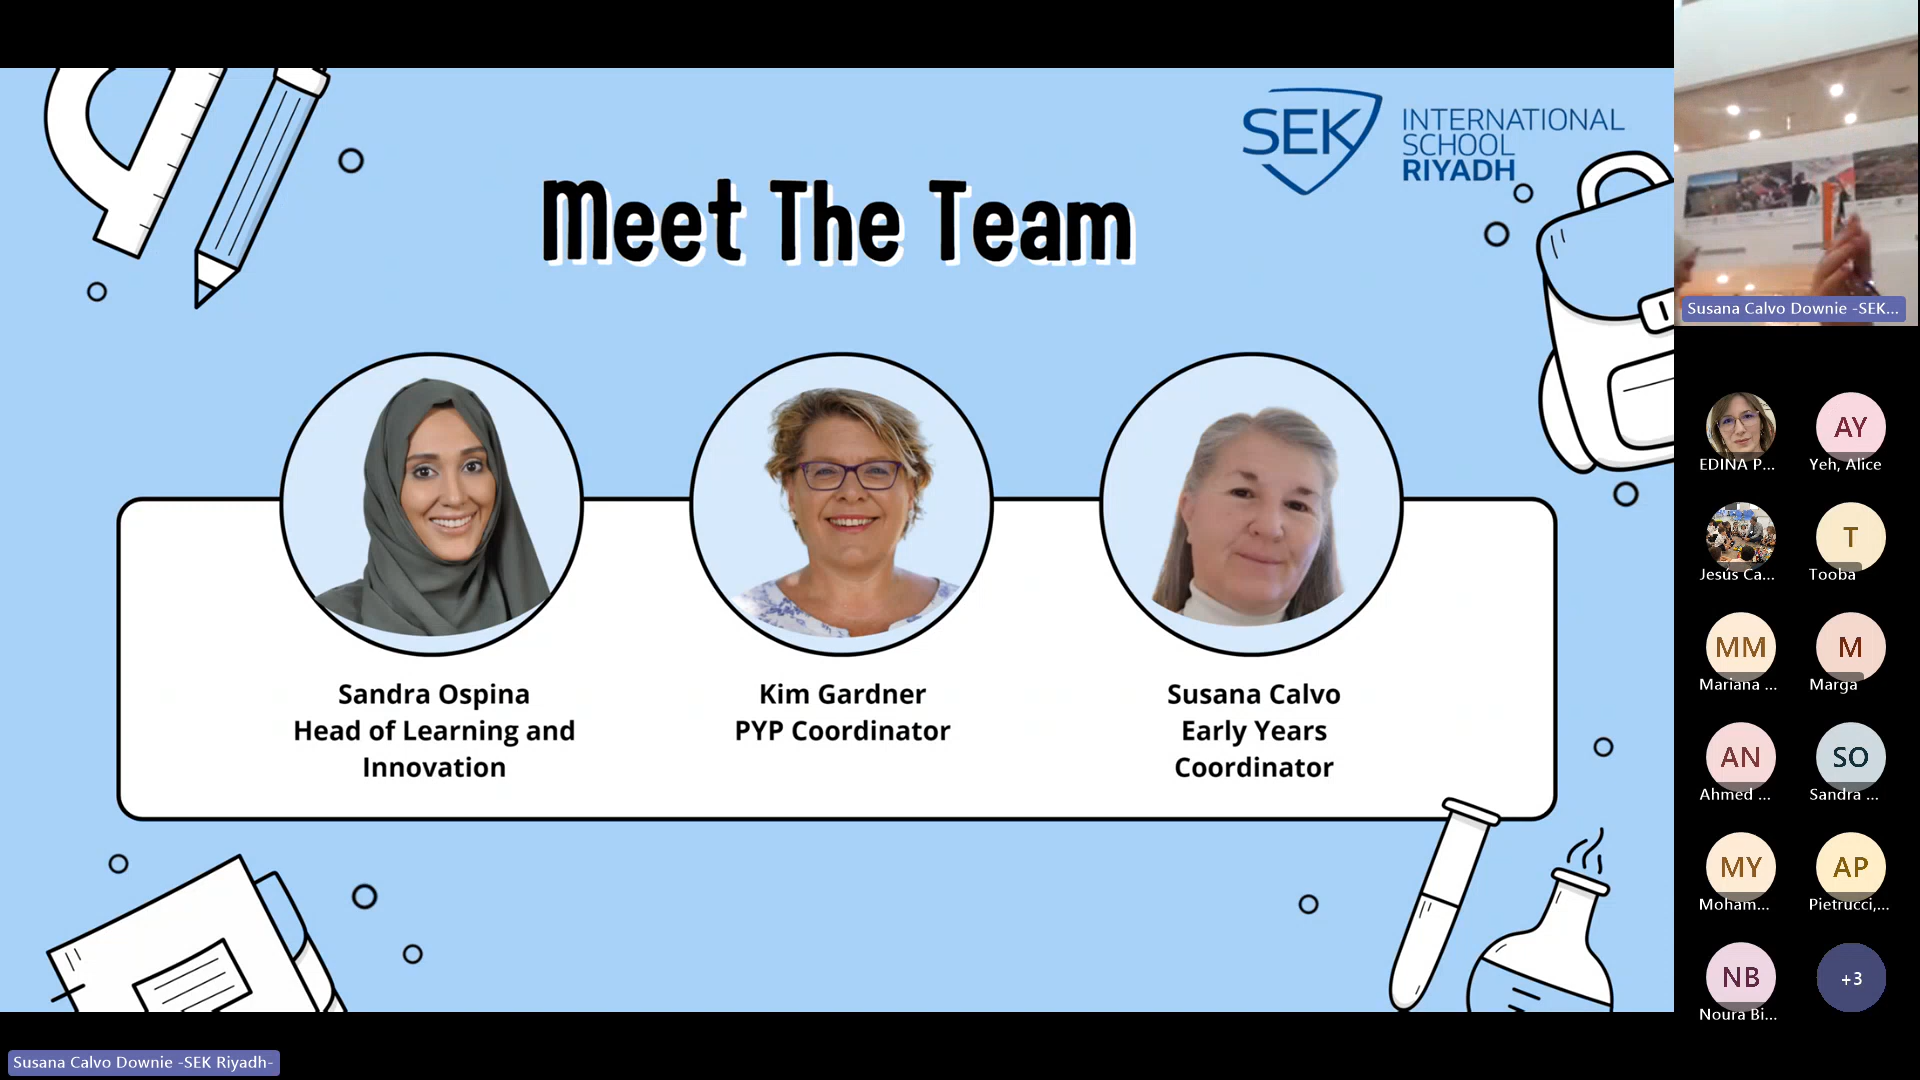 SEK
INTERNATIONAL
SCHOOL
RIYADH
Meet The Team
Sandra Ospina
Head of Learning and
Innovation
Kim Gardner
PYP Coordinator
Susana Calvo
Early Years
Coordinator
Susana Calvo Downie -SEK...
EDINA P...
AY
Yeh, Alice
Jesús Ca...
T
Tooba
MM
Mariana ...
M
Marga
AN
Ahmed ...
SO
Sandra ...
MY
Moham...
AP
Pietrucci,...
NB
Noura Bi...
+3
Susana Calvo Downie -SEK Riyadh-